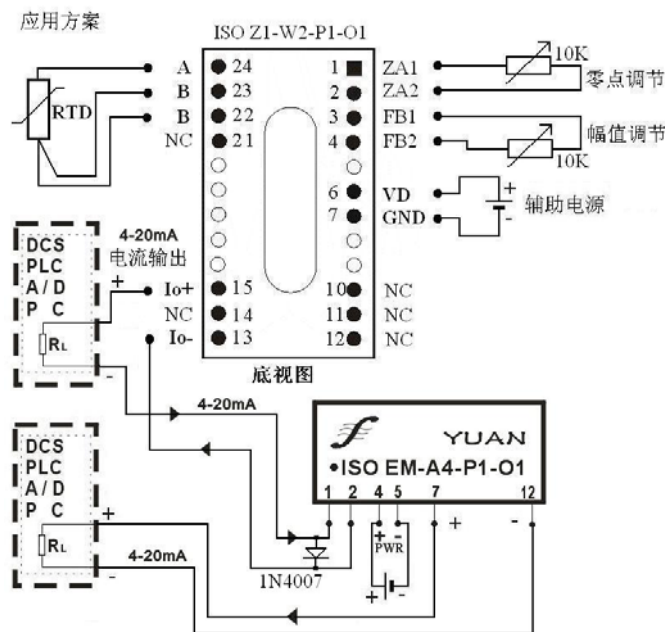 应用方案
ISO Z1-W2-P1-O1
A 24 1 ZA1 10K
B 23 2 ZA2 零点调节
RTD
B 22 3 FB1
NC 21 4 FB2 幅值调节
10K
6 VD +
7 GND - 辅助电源
DCS
PLC
A/D
P C
RL
4-20mA
电流输出
+
-
Io+ 15 10 NC
NC 14 11 NC
Io- 13 12 NC
底视图
4-20mA
YUAN
ISO EM-A4-P1-O1
1 2 4 5 7 12
+ - + -
PWR
1N4007
+ -
DCS
PLC
A/D
P C
RL
+
4-20mA
-